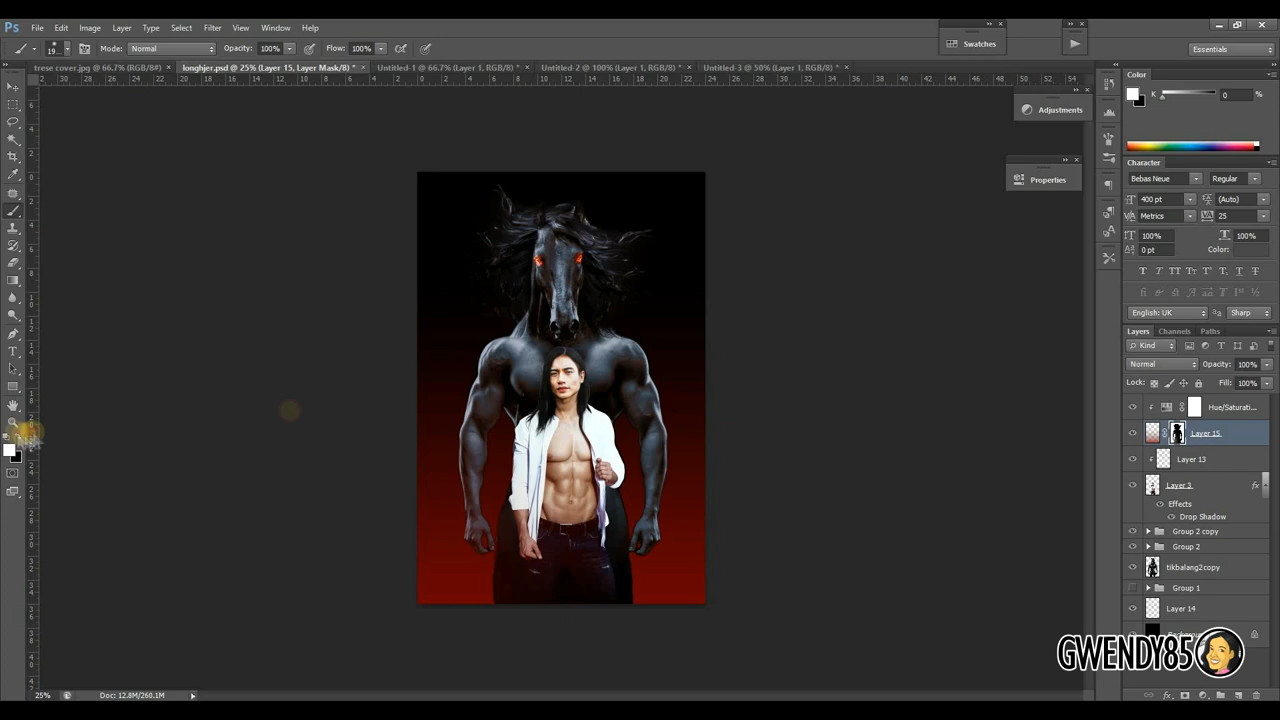 Ps File Edit Image Layer Type Select Filter Window View Help
Mode: Normal Opacity: 100% Flow: 100%
Swatches
Essentials
trese cover.jpg @ 66.7% (RGB/8#) ×
longhjer.psd @ 25% (Layer 15, Layer Mask/8) * ×
Untitled-1 @ 66.7% (Layer 1, RGB/8) * ×
Untitled-2 @ 100% (Layer 1, RGB/8) * ×
Untitled-3 @ 50% (Layer 1, RGB/8) * ×
Adjustments
Properties
Color
K 0 %
Character
Bebas Neue Regular
400 pt (Auto)
Metrics 25
100% 100%
0 pt Color:
English: UK Sharp
Layers Channels Paths
Kind
Normal Opacity: 100%
Lock: Fill: 100%
Hue/Saturati...
Layer 15
Layer 13
Layer 3 fx
Effects
Drop Shadow
Group 2 copy
Group 2
tikbalang2copy
Group 1
Layer 14
GWENDY85
25% Doc: 12.8M/260.1M